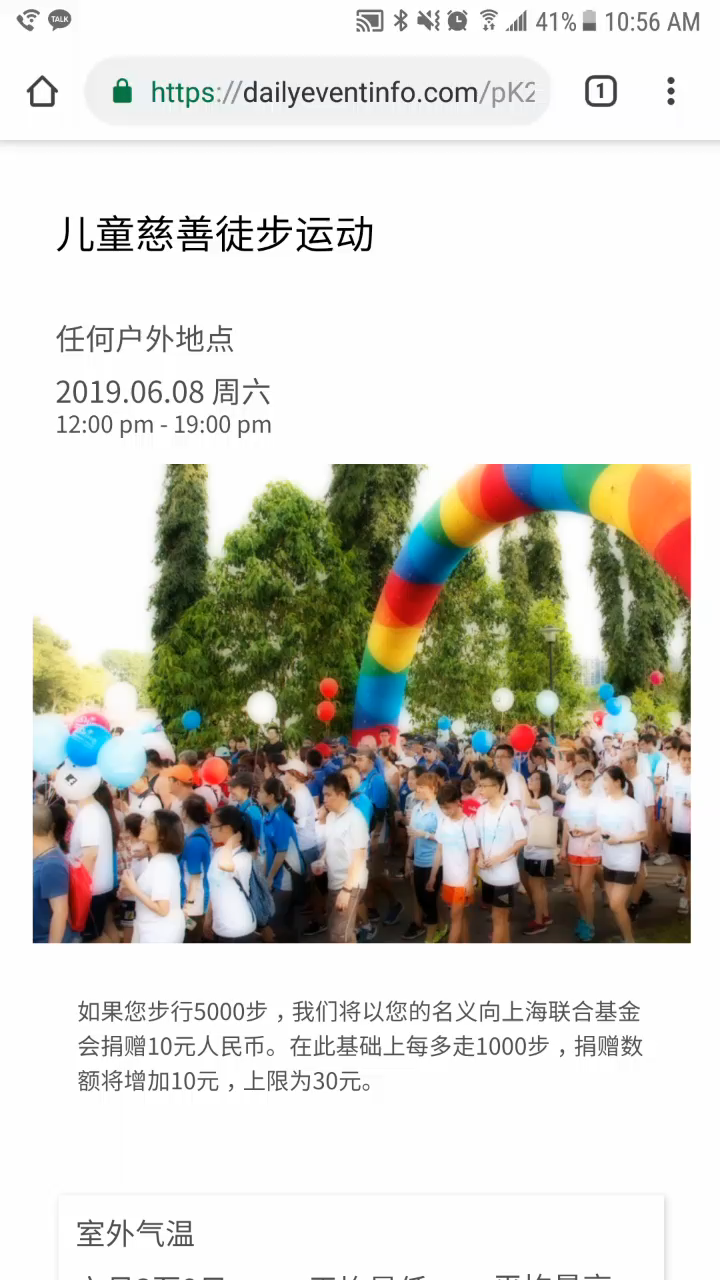 TALK
41% 10:56 AM
https://dailyeventinfo.com/pK2
1
儿童慈善徒步运动
任何户外地点
2019.06.08 周六
12:00 pm - 19:00 pm
如果您步行5000步，我们将以您的名义向上海联合基金
会捐赠10元人民币。在此基础上每多走1000步，捐赠数
额将增加10元，上限为30元。
室外气温